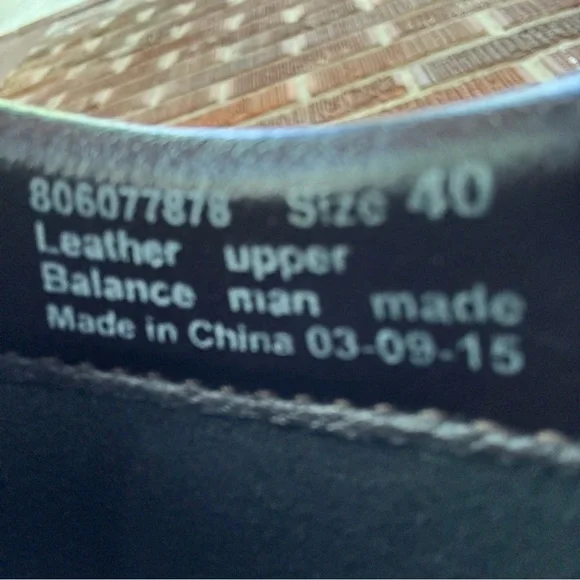 806077878 Size 40
Leather upper
Balance man made
Made in China 03-09-15